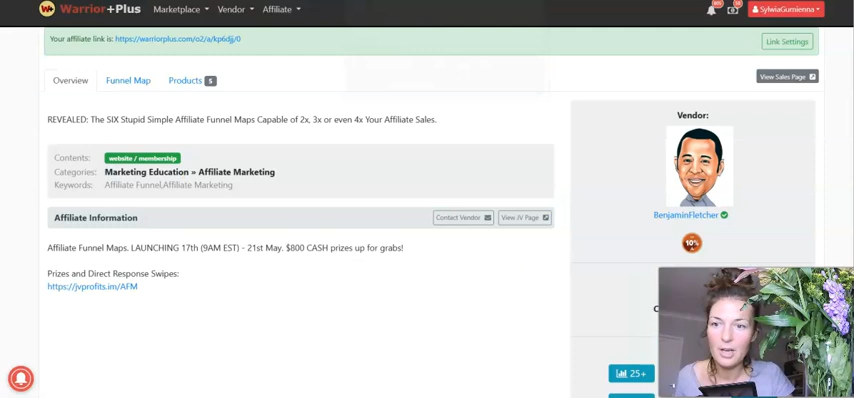 Warrior+Plus Marketplace Vendor Affiliate SylwiaGumienna
Your affiliate link is: https://warriorplus.com/o2/a/kp6djj/0
Link Settings
Overview Funnel Map Products 5
View Sales Page
REVEALED: The SIX Stupid Simple Affiliate Funnel Maps Capable of 2x, 3x or even 4x Your Affiliate Sales.
Vendor:
Contents: website / membership
Categories: Marketing Education » Affiliate Marketing
Keywords: Affiliate Funnel,Affiliate Marketing
BenjaminFletcher
Affiliate Information
Contact Vendor
View JV Page
10%
Affiliate Funnel Maps. LAUNCHING 17th (9AM EST) - 21st May. $800 CASH prizes up for grabs!
Prizes and Direct Response Swipes:
https://jvprofits.im/AFM
25+